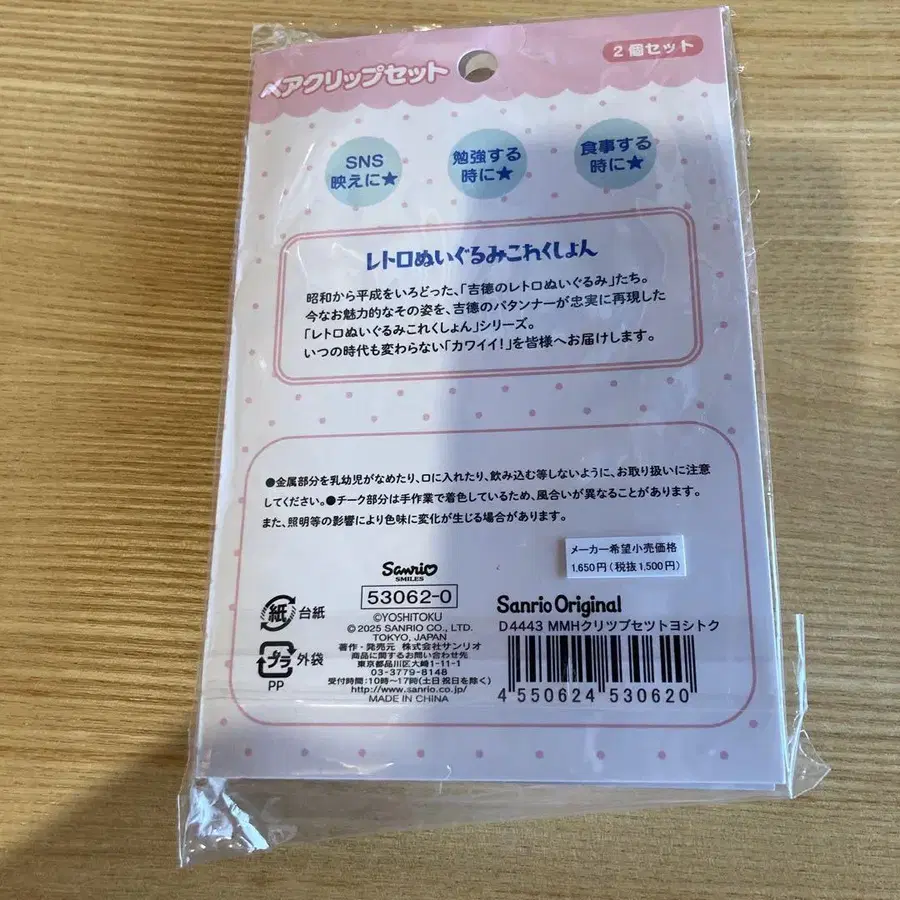 ヘアクリップセット
2個セット
SNS
映えに★
勉強する
時に★
食事する
時に★
レトロぬいぐるみこれくしょん
昭和から平成をいろどった、「吉德のレトロぬいぐるみ」たち。
今なお魅力的なその姿を、吉德のパタンナーが忠実に再現した
「レトロぬいぐるみこれくしょん」シリーズ。
いつの時代も変わらない「カワイイ!」を皆様へお届けします。
●金属部分を乳幼児がなめたり、口に入れたり、飲み込む等しないように、お取り扱いに注意
してください。●チーク部分は手作業で着色しているため、風合いが異なることがあります。
また、照明等の影響により色味に変化が生じる場合があります。
メーカー希望小売価格
1,650円(税抜1,500円)
Sanrio
SMILES
53062-0
©YOSHITOKU
© 2025 SANRIO CO., LTD.
TOKYO, JAPAN
著作・発売元 株式会社サンリオ
商品に関するお問い合わせ先
東京都品川区大崎1-11-1
03-3779-8148
受付時間:10時〜17時(土日祝日を除く)
http://www.sanrio.co.jp/
MADE IN CHINA
紙 台紙
プラ 外袋
PP
Sanrio Original
D4443 MMHクリツプセツトヨシトク
4 550624 530620